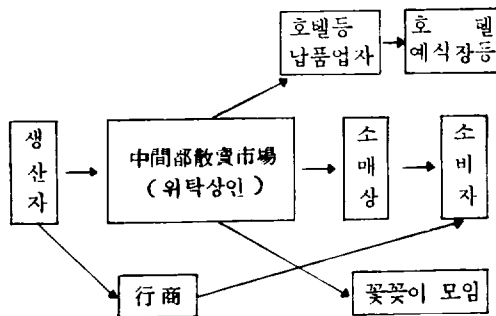 호텔등
납품업자
호텔
예식장등
생산자
中間部散賣市場
(위탁상인)
소매상
소비자
行商
꽃꽂이 모임